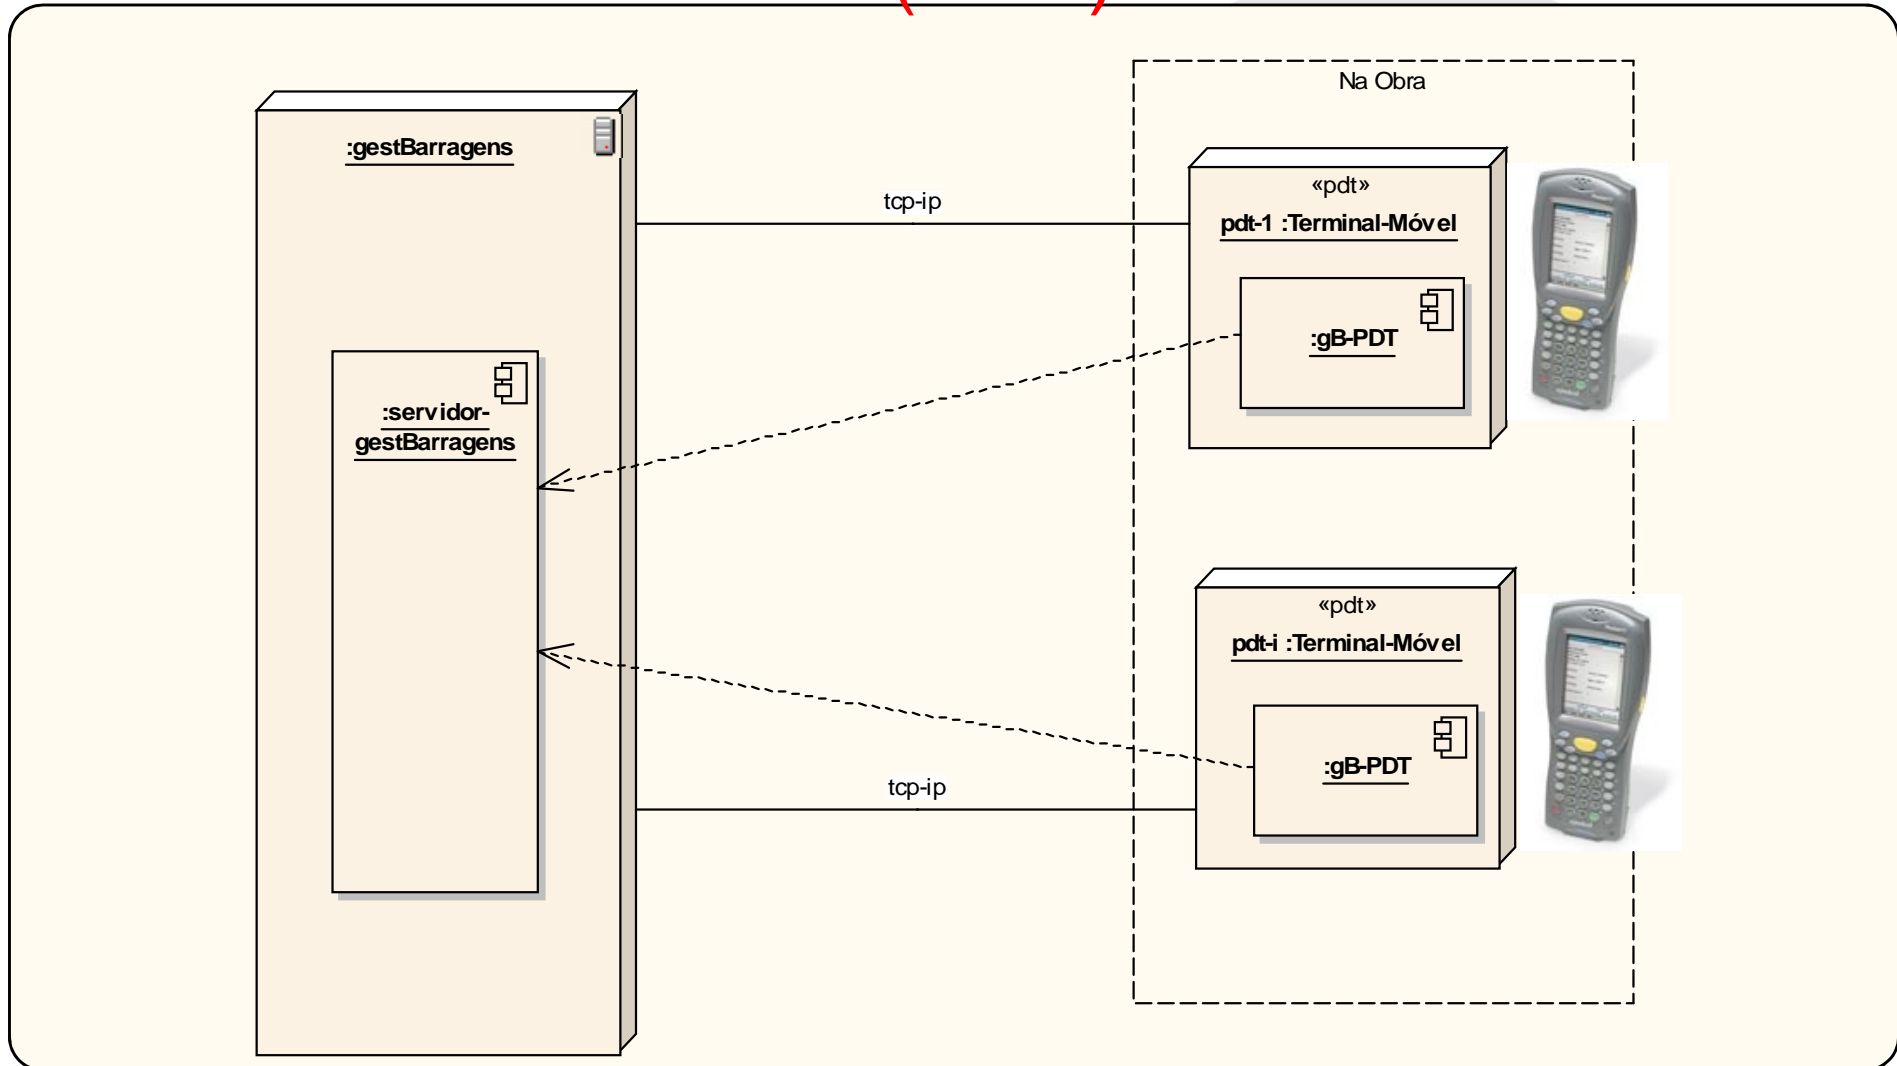 Na Obra
:gestBarragens
«pdt»
tcp-ip
pdt-1 :Terminal-Móvel
:gB-PDT
:servidor-
gestBarragens
«pdt»
pdt-i :Terminal-Móvel
:gB-PDT
tcp-ip